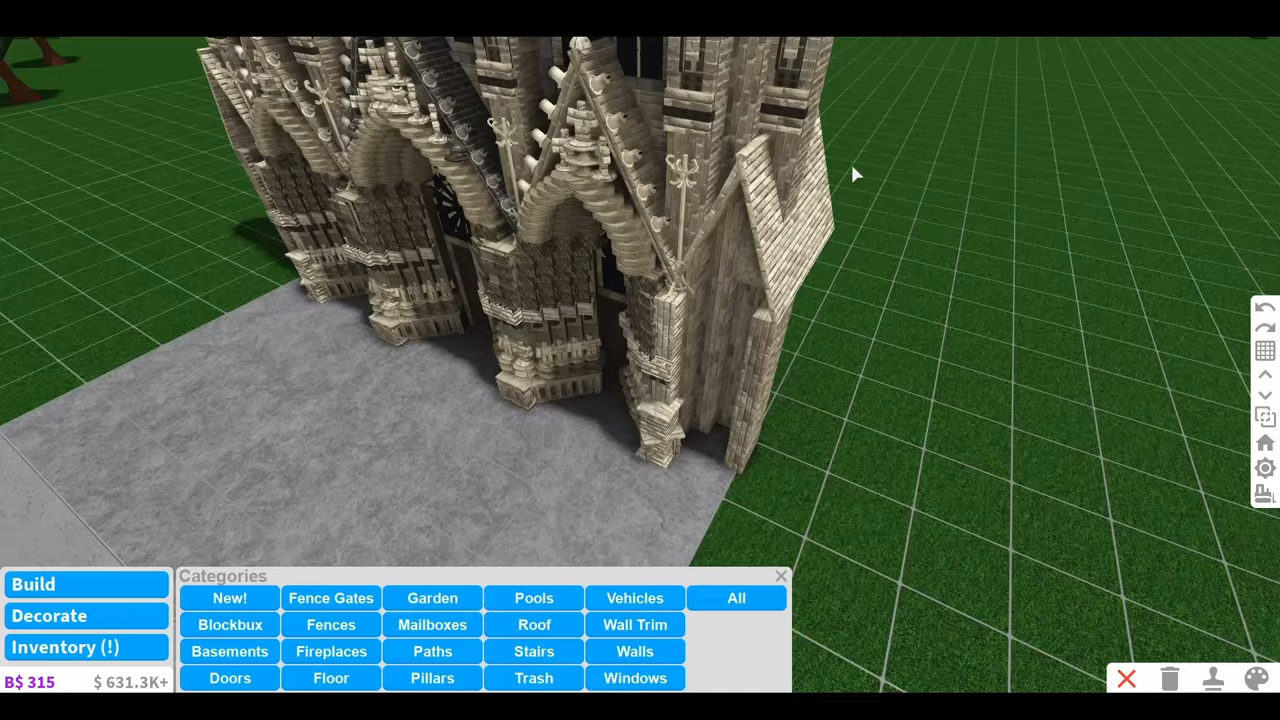 Build
Decorate
Inventory (!)
B$ 315 $ 631.3K+
Categories
New! Fence Gates Garden Pools Vehicles All
Blockbux Fences Mailboxes Roof Wall Trim
Basements Fireplaces Paths Stairs Walls
Doors Floor Pillars Trash Windows